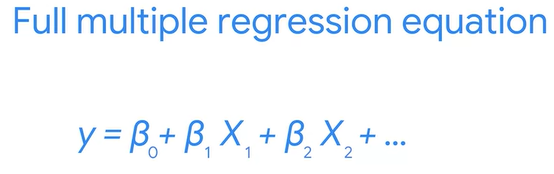 Full multiple regression equation
y = β₀ + β₁ X₁ + β₂ X₂ + ...